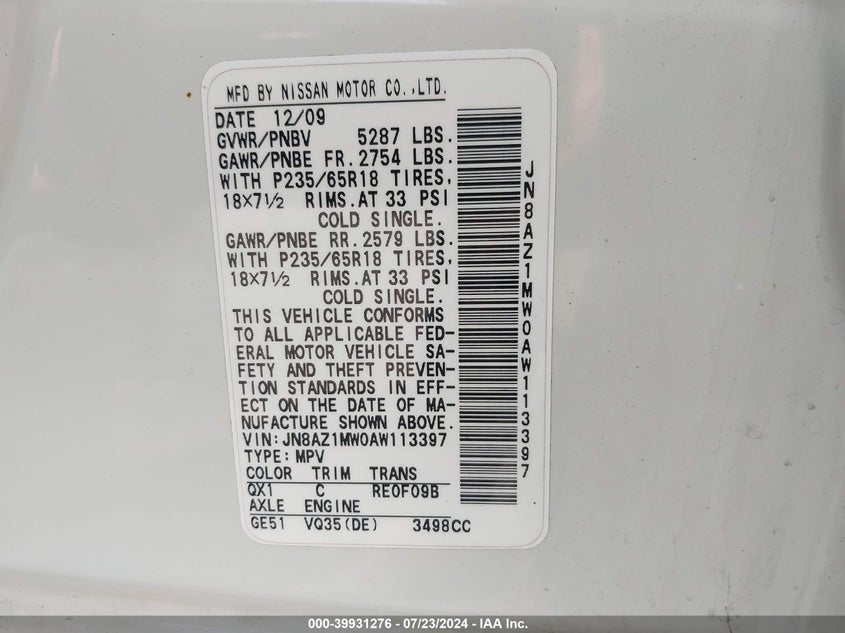 MFD BY NISSAN MOTOR CO.,LTD.
DATE 12/09
GVWR/PNBV 5287 LBS.
GAWR/PNBE FR. 2754 LBS.
WITH P235/65R18 TIRES,
18X7½ RIMS.AT 33 PSI
COLD SINGLE.
GAWR/PNBE RR. 2579 LBS.
WITH P235/65R18 TIRES,
18X7½ RIMS.AT 33 PSI
COLD SINGLE.
THIS VEHICLE CONFORMS
TO ALL APPLICABLE FED-
ERAL MOTOR VEHICLE SA-
FETY AND THEFT PREVEN-
TION STANDARDS IN EFF-
ECT ON THE DATE OF MA-
NUFACTURE SHOWN ABOVE.
VIN:JN8AZ1MW0AW113397
TYPE:MPV
COLOR TRIM TRANS
QX1 C RE0F09B
AXLE ENGINE
GE51 VQ35(DE) 3498CC
JN8AZ1MW0AW113397
000-39931276 - 07/23/2024 - IAA Inc.